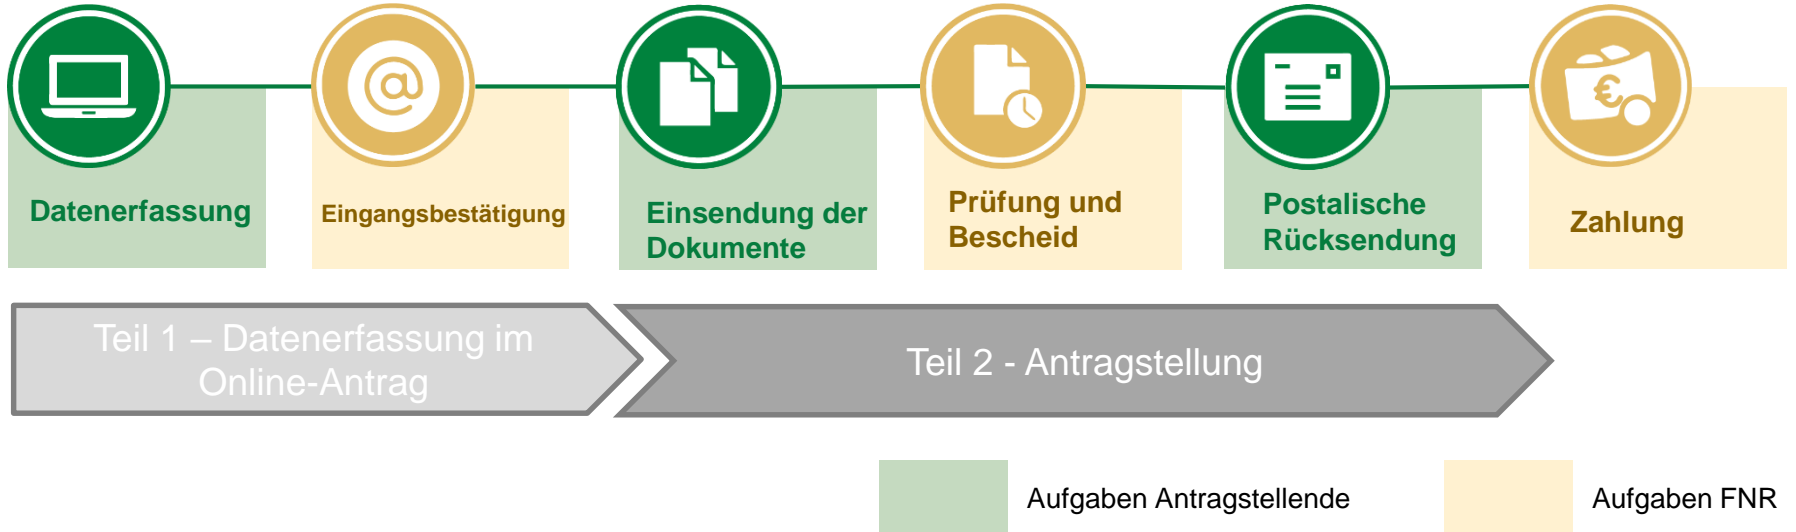 Datenerfassung
Eingangsbestätigung
Einsendung der
Dokumente
Prüfung und
Bescheid
Postalische
Rücksendung
Zahlung
Teil 1 – Datenerfassung im
Online-Antrag
Teil 2 - Antragstellung
Aufgaben Antragstellende
Aufgaben FNR